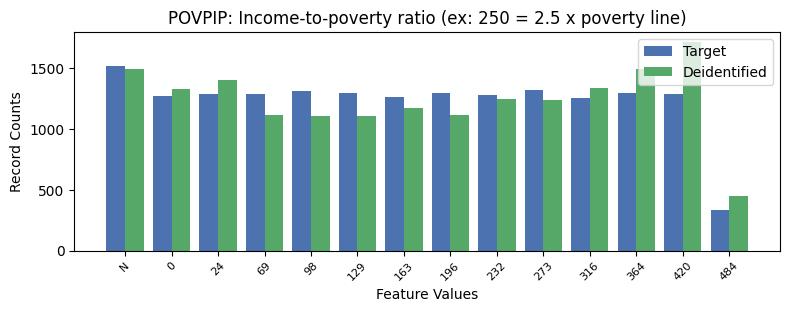 POVPIP: Income-to-poverty ratio (ex: 250 = 2.5 x poverty line)
Target
Deidentified
Record Counts
1500
1000
500
0
N 0 24 69 98 129 163 196 232 273 316 364 420 484
Feature Values